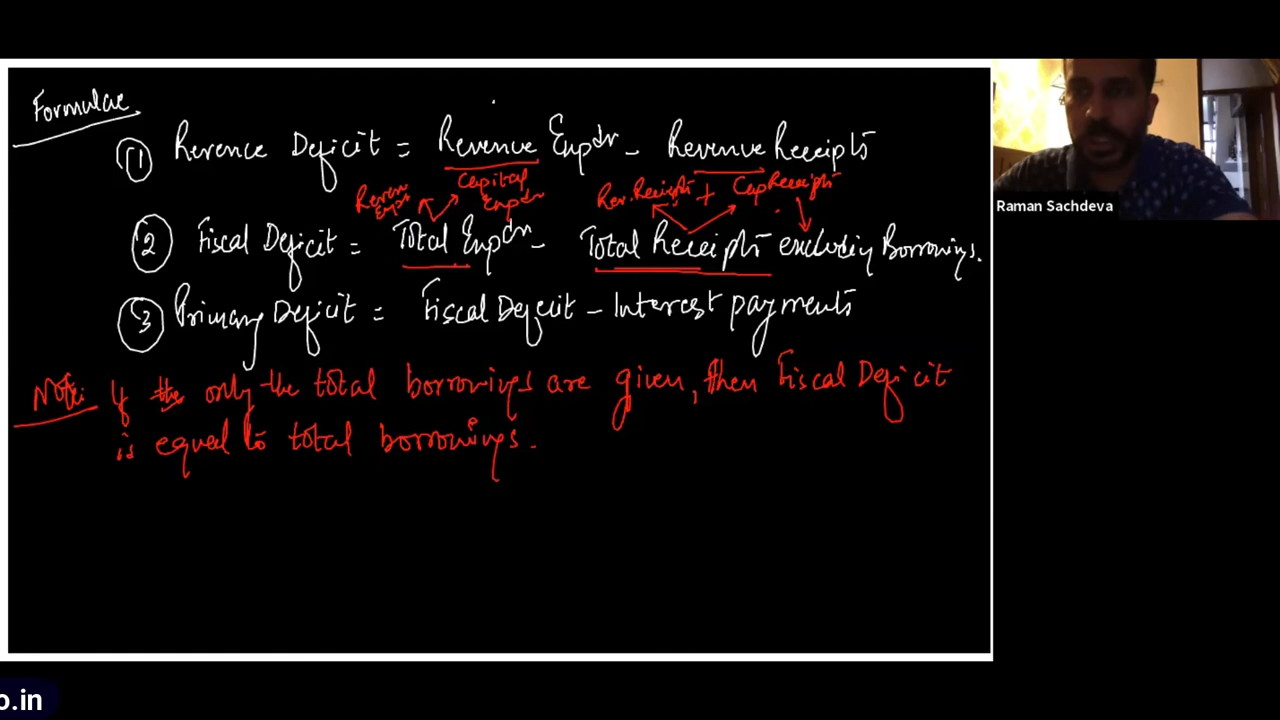 Formulae
① Revenue Deficit = Revenue Expdr - Revenue Receipts
Revenue Expdr Capital Expdr Rev. Receipts + Cap Receipts
② Fiscal Deficit = Total Expdr - Total Receipts excluding Borrowings.
③ Primary Deficit = Fiscal Deficit - Interest payments
Note: If the only the total borrowings are given, then Fiscal Deficit
is equal to total borrowings.
Raman Sachdeva
o.in